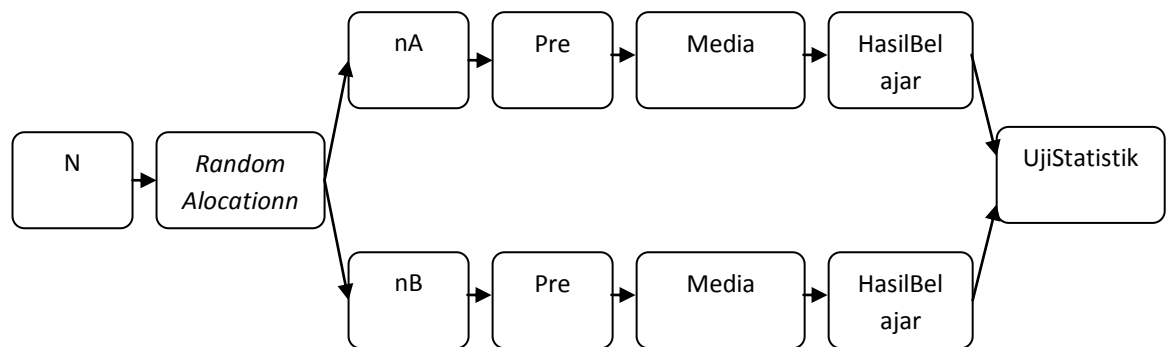 nA
Pre
Media
HasilBel
ajar
N
Random
Alocationn
UjiStatistik
nB
Pre
Media
HasilBel
ajar